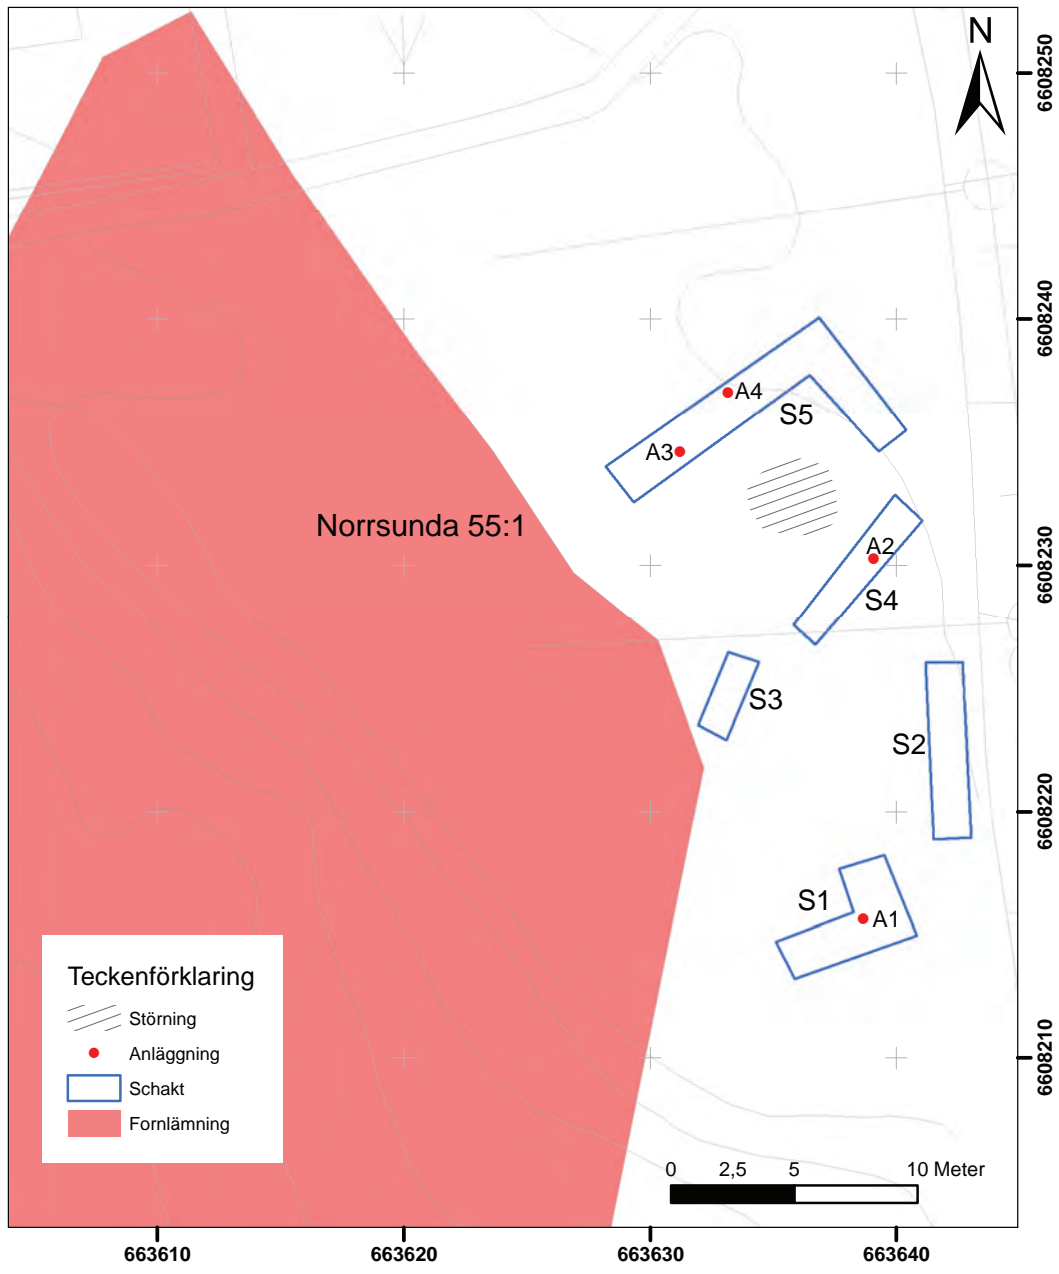 N
6608250
6608240
A4
S5
A3
Norrsunda 55:1
A2
6608230
S4
S3
S2
6608220
S1
A1
Teckenförklaring
Störning
Anläggning
Schakt
Fornlämning
6608210
0 2,5 5 10 Meter
663610 663620 663630 663640